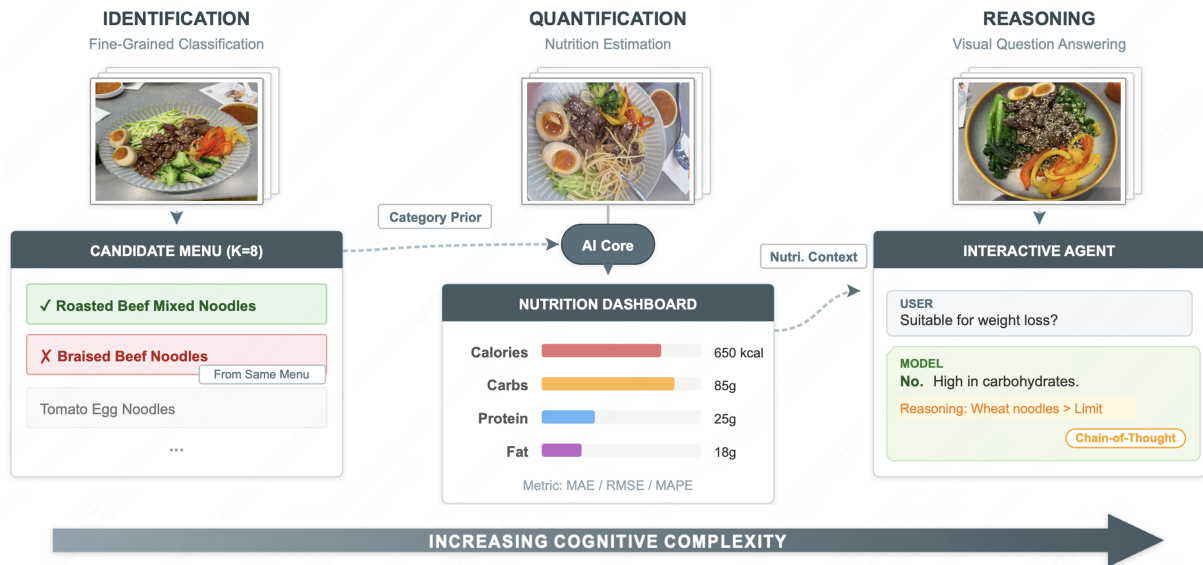 IDENTIFICATION
Fine-Grained Classification
CANDIDATE MENU (K=8)
✓ Roasted Beef Mixed Noodles
✗ Braised Beef Noodles
From Same Menu
Tomato Egg Noodles
...
Category Prior
QUANTIFICATION
Nutrition Estimation
AI Core
NUTRITION DASHBOARD
Calories 650 kcal
Carbs 85g
Protein 25g
Fat 18g
Metric: MAE / RMSE / MAPE
Nutri. Context
REASONING
Visual Question Answering
INTERACTIVE AGENT
USER
Suitable for weight loss?
MODEL
No. High in carbohydrates.
Reasoning: Wheat noodles > Limit
Chain-of-Thought
INCREASING COGNITIVE COMPLEXITY